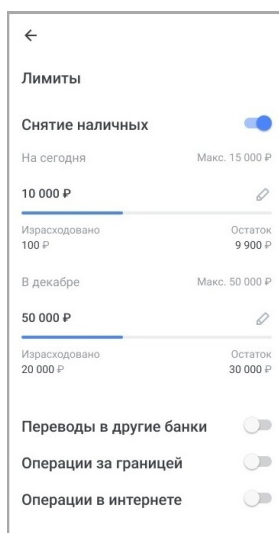 Лимиты
Снятие наличных
На сегодня Макс. 15 000 ₽
10 000 ₽
Израсходовано Остаток
100 ₽ 9 900 ₽
В декабре Макс. 50 000 ₽
50 000 ₽
Израсходовано Остаток
20 000 ₽ 30 000 ₽
Переводы в другие банки
Операции за границей
Операции в интернете